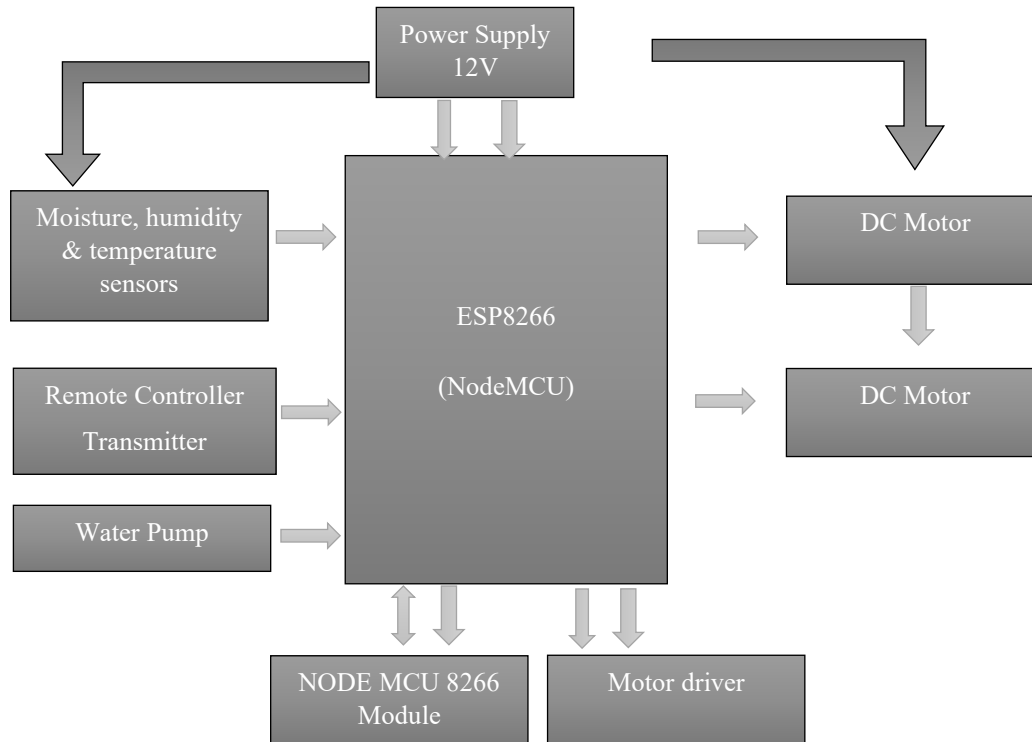 Power Supply
12V
Moisture, humidity
& temperature
sensors
DC Motor
ESP8266
(NodeMCU)
Remote Controller
Transmitter
DC Motor
Water Pump
NODE MCU 8266
Module
Motor driver